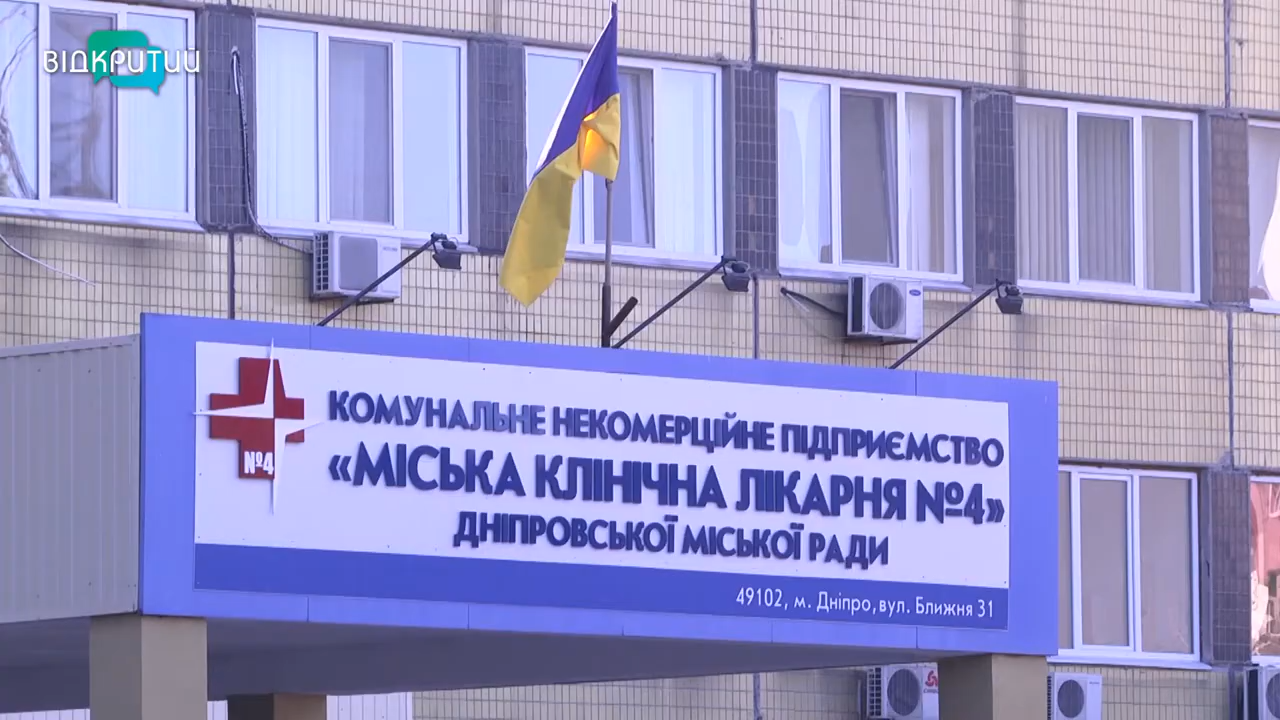 ВІДКРИТИЙ
КОМУНАЛЬНЕ НЕКОМЕРЦІЙНЕ ПІДПРИЄМСТВО
«МІСЬКА КЛІНІЧНА ЛІКАРНЯ №4»
ДНІПРОВСЬКОЇ МІСЬКОЇ РАДИ
№4
49102, м. Дніпро, вул. Ближня 31